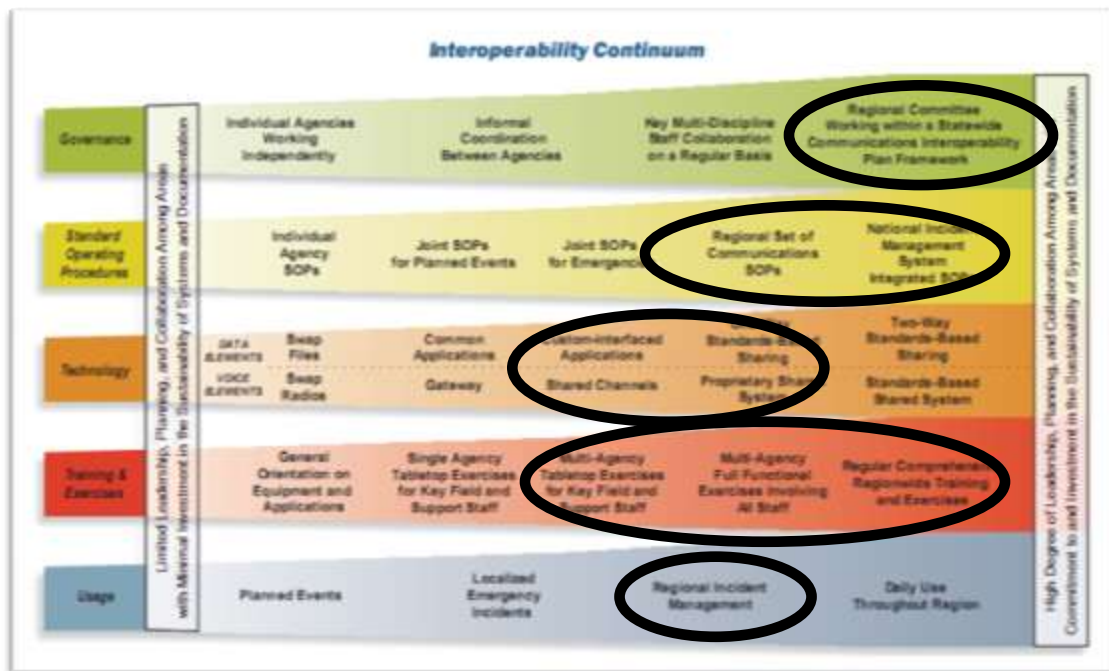 Interoperability Continuum
Limited Leadership, Planning, and Collaboration Among Areas
with Minimal Investment in the Sustainability of Systems and Documentation
Governance
Individual Agencies
Working
Independently
Informal
Coordination
Between Agencies
Key Multi-Discipline
Staff Collaboration
on a Regular Basis
Regional Committee
Working within a Statewide
Communications Interoperability
Plan Framework
Standard
Operating
Procedures
Individual
Agency
SOPs
Joint SOPs
for Planned Events
Joint SOPs
for Emergencies
Regional Set of
Communications
SOPs
National Incident
Management
System
Integrated SOPs
Technology
DATA
ELEMENTS
Swap
Files
Common
Applications
Custom-Interfaced
Applications
Standards-Based
Sharing
Two-Way
Standards-Based
Sharing
VOICE
ELEMENTS
Swap
Radios
Gateway
Shared Channels
Proprietary Shared
System
Standards-Based
Shared System
Training &
Exercises
General
Orientation on
Equipment and
Applications
Single Agency
Tabletop Exercises
for Key Field and
Support Staff
Multi-Agency
Tabletop Exercises
for Key Field and
Support Staff
Multi-Agency
Full Functional
Exercises Involving
All Staff
Regular Comprehensive
Regionwide Training
and Exercises
Usage
Planned Events
Localized
Emergency
Incidents
Regional Incident
Management
Daily Use
Throughout Region
High Degree of Leadership, Planning, and Collaboration Among Areas,
Commitment to and Investment in the Sustainability of Systems and Documentation